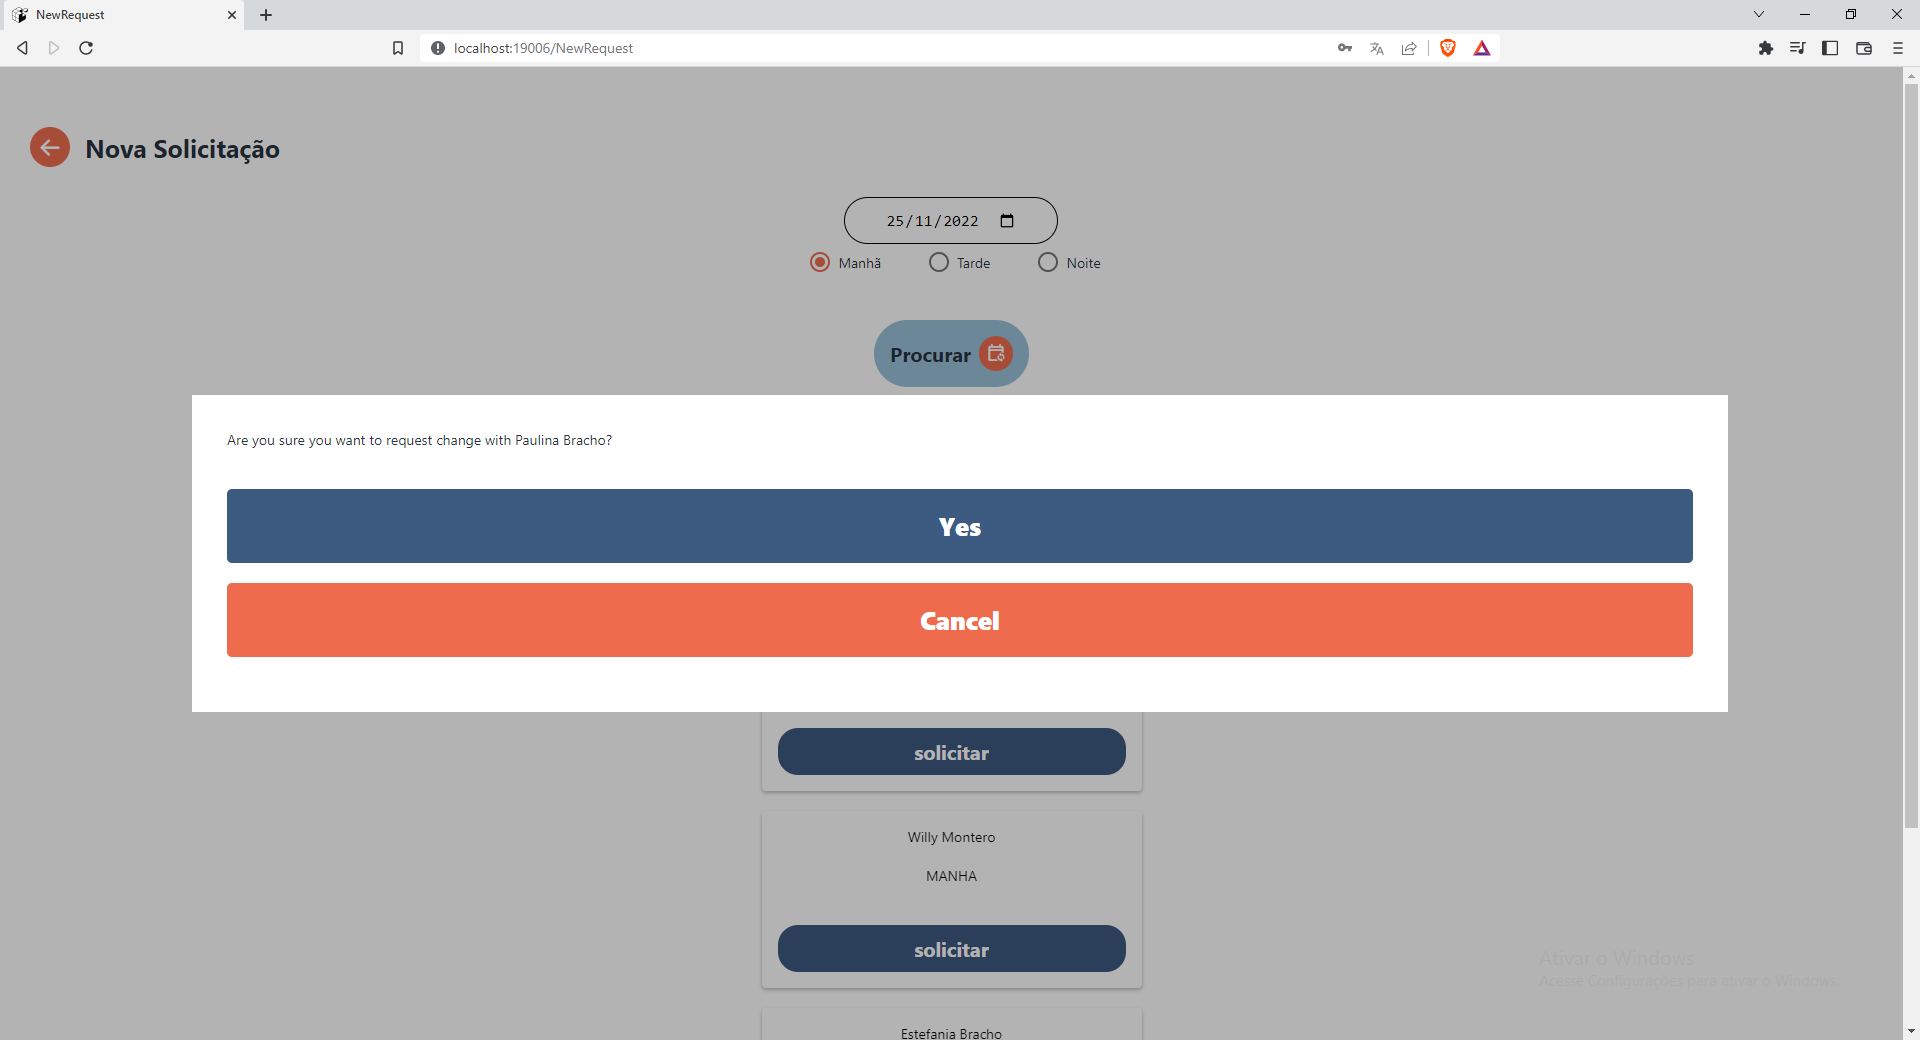 NewRequest
localhost:19006/NewRequest
Nova Solicitação
25/11/2022
Manhã Tarde Noite
Procurar
Are you sure you want to request change with Paulina Bracho?
Yes
Cancel
solicitar
Willy Montero
MANHA
solicitar
Ativar o Windows
Acesse Configurações para ativar o Windows.
Estefania Bracho